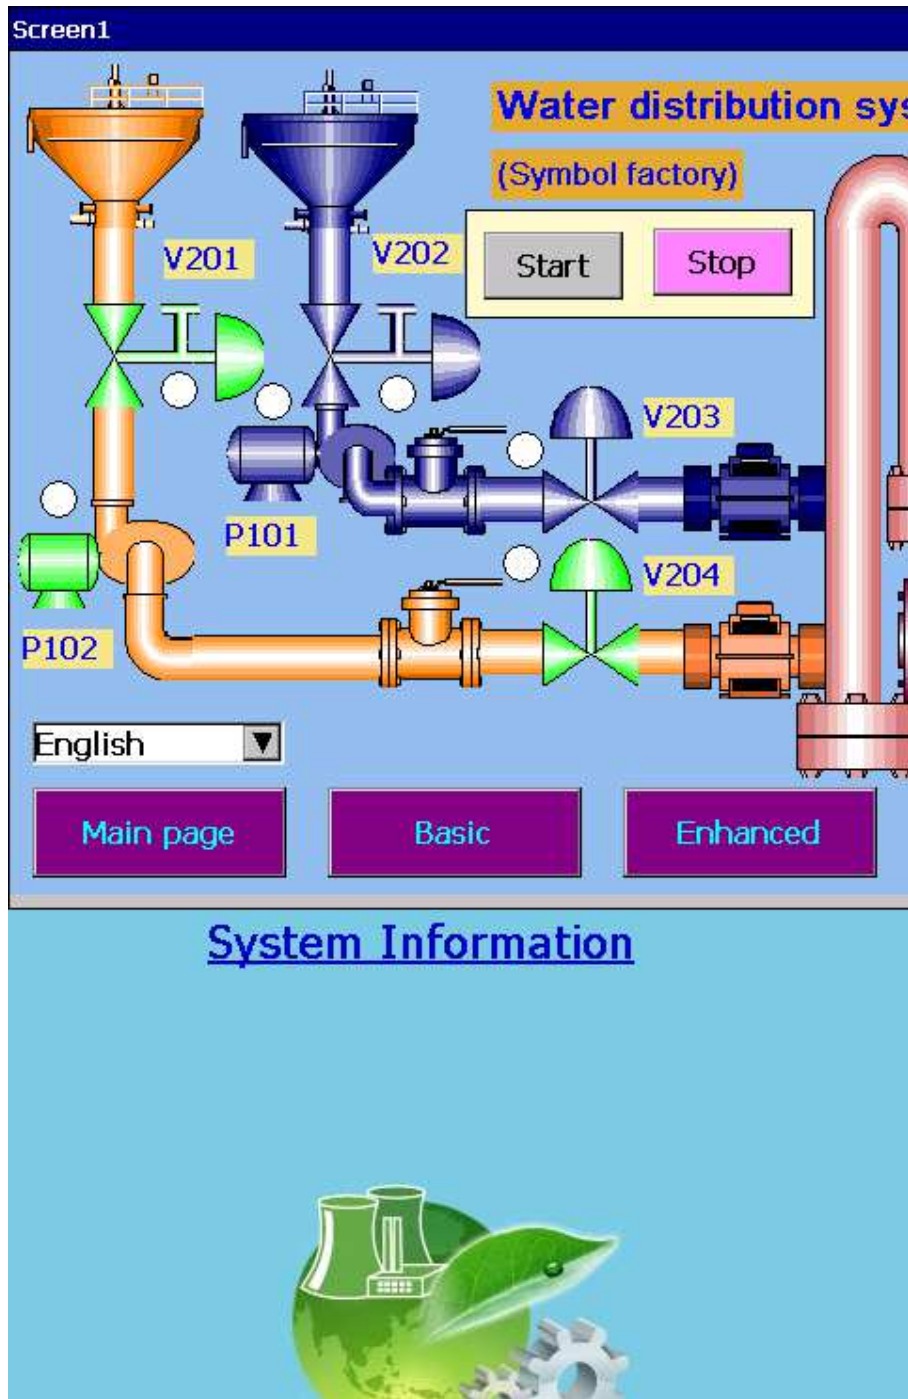 Screen1
Water distribution sys
(Symbol factory)
V201
V202
Start
Stop
V203
P101
V204
P102
English
Main page
Basic
Enhanced
System Information